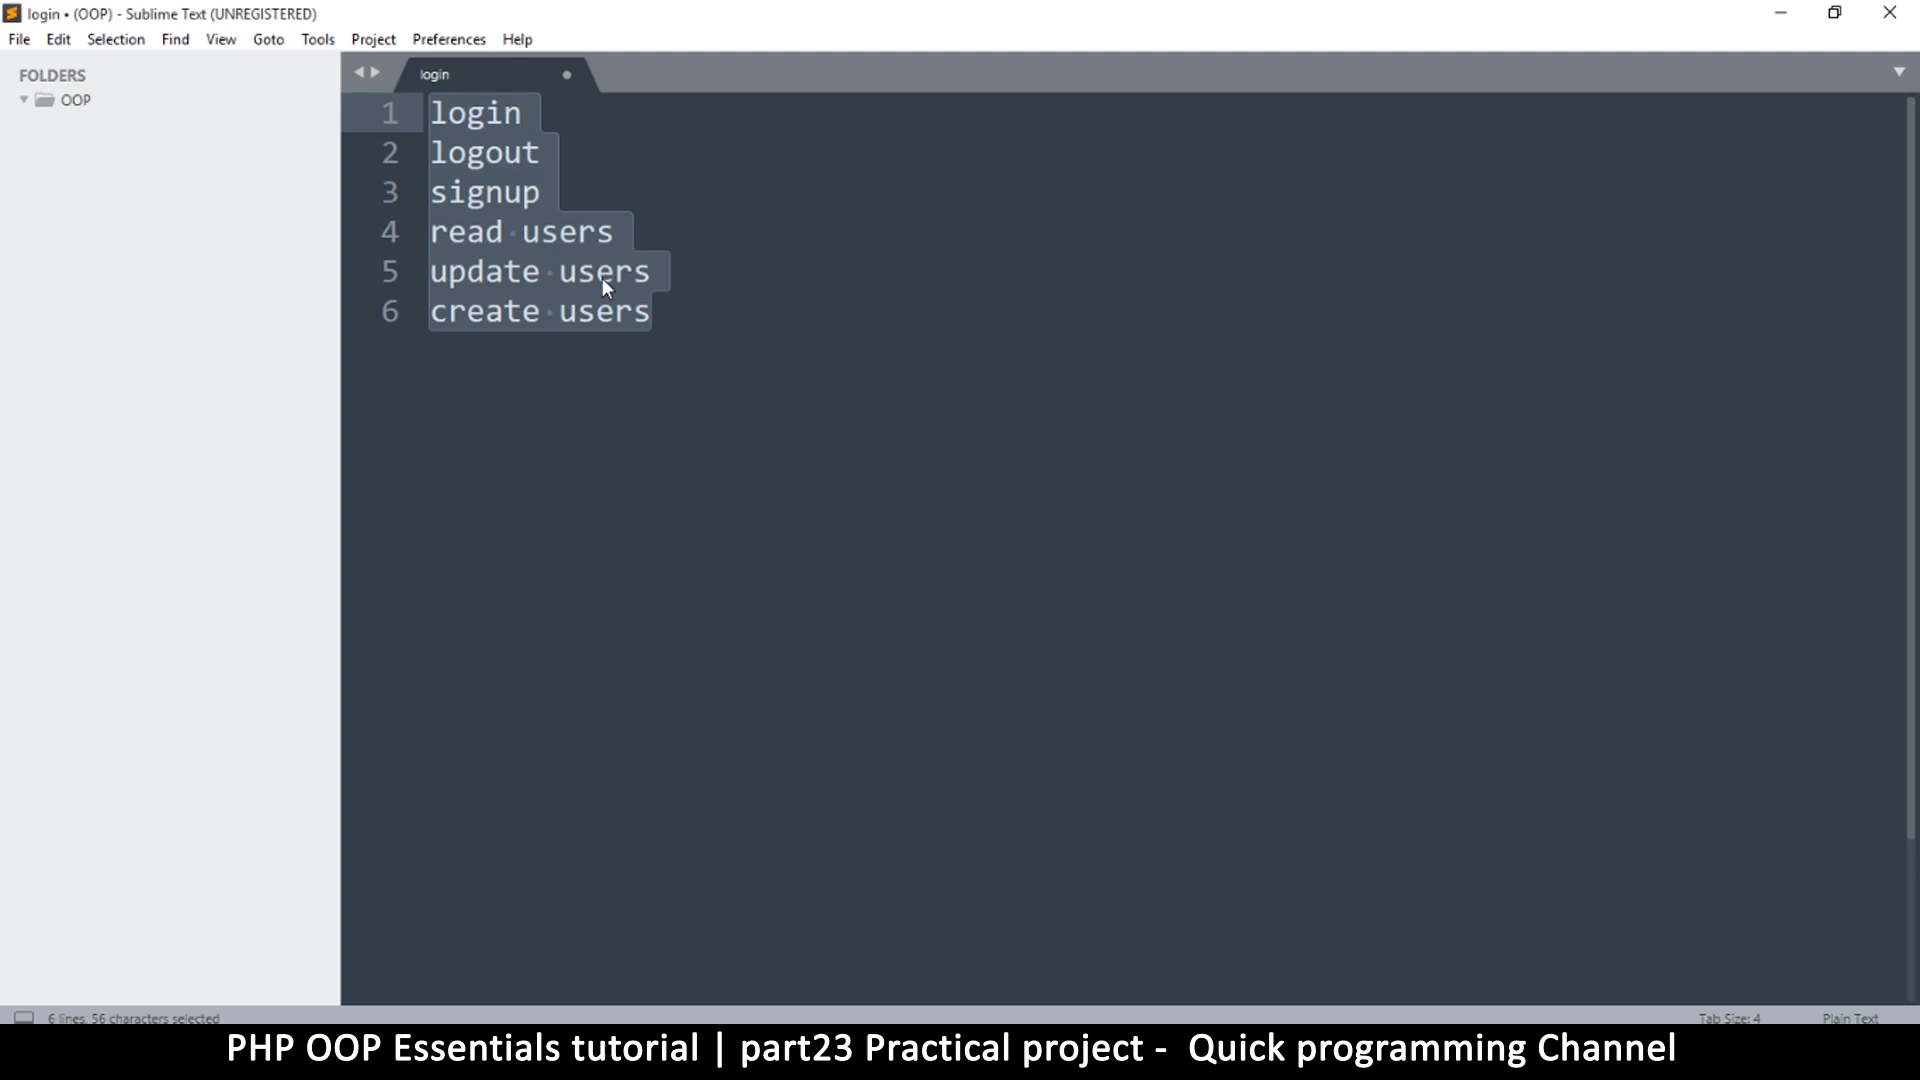 login • (OOP) - Sublime Text (UNREGISTERED)
File Edit Selection Find View Goto Tools Project Preferences Help
FOLDERS
OOP
login
1 login
2 logout
3 signup
4 read users
5 update users
6 create users
6 lines, 56 characters selected
Tab Size: 4
Plain Text
PHP OOP Essentials tutorial | part23 Practical project - Quick programming Channel